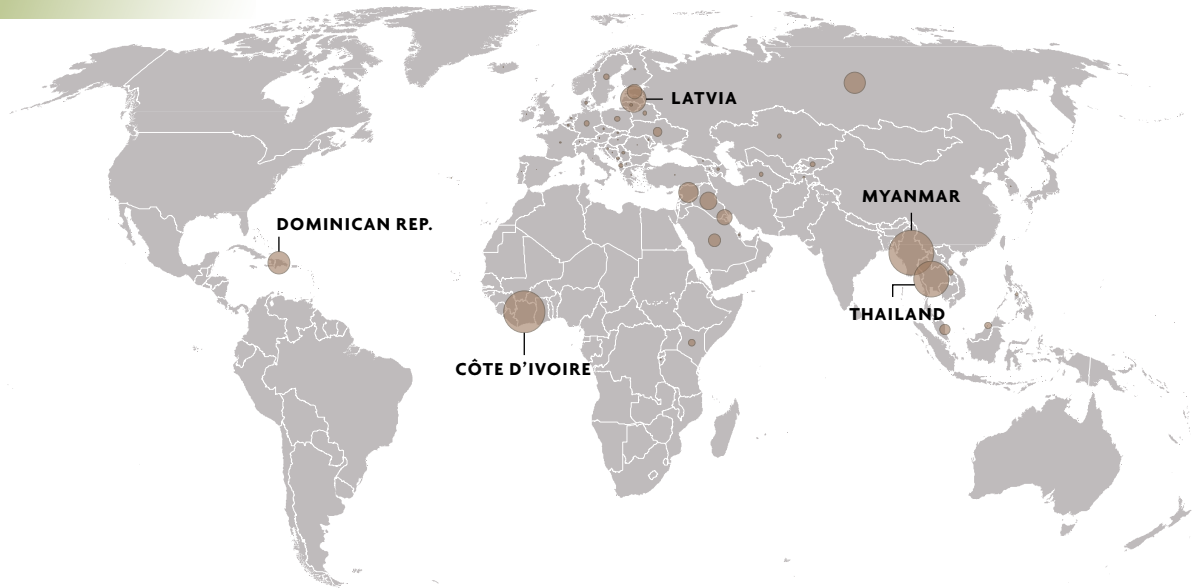 LATVIA
MYANMAR
DOMINICAN REP.
THAILAND
CÔTE D'IVOIRE